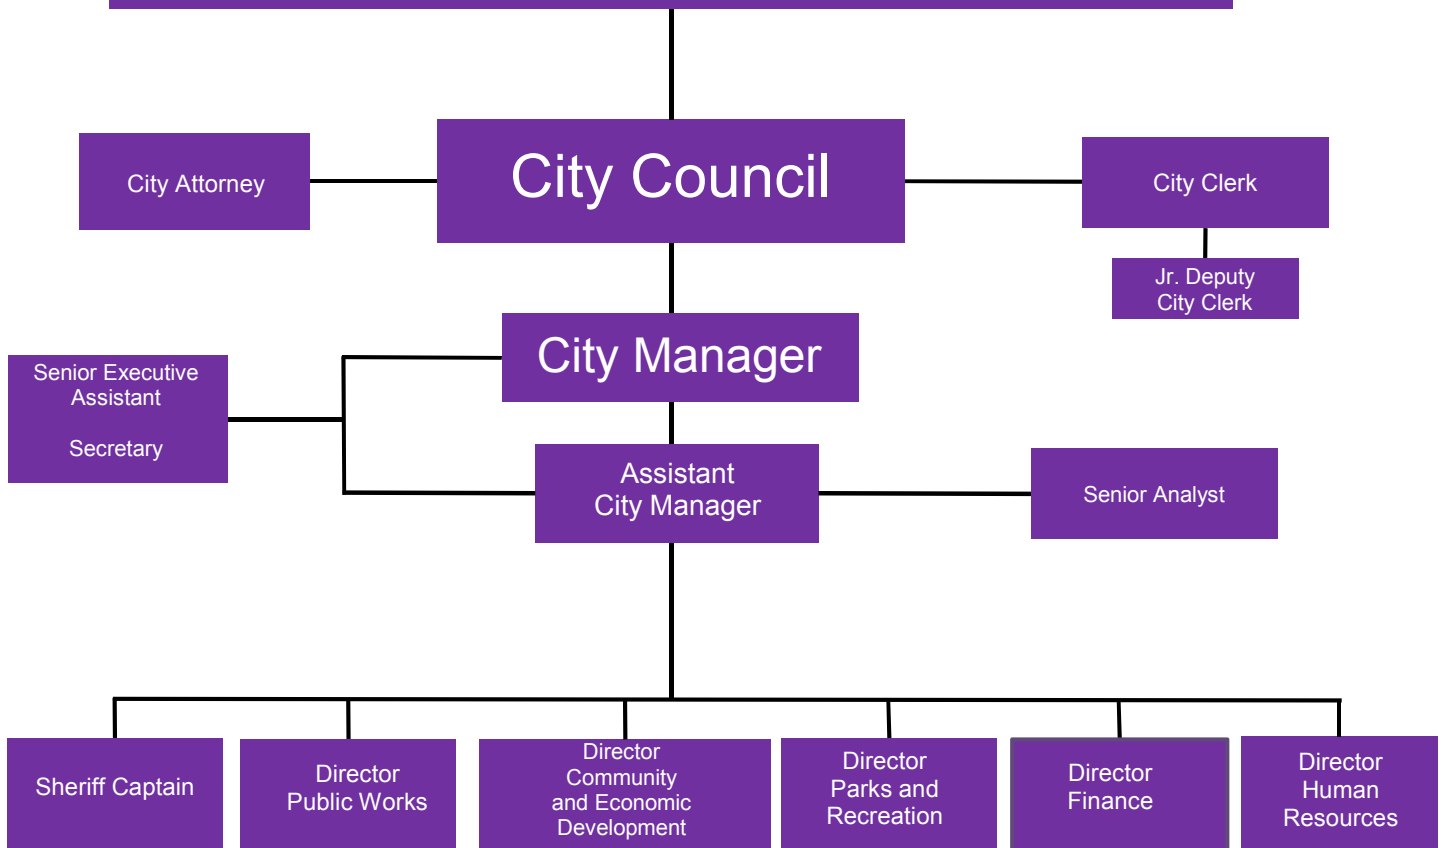 City Attorney
City Council
City Clerk
Jr. Deputy
City Clerk
City Manager
Senior Executive
Assistant
Secretary
Assistant
City Manager
Senior Analyst
Sheriff Captain
Director
Public Works
Director
Community
and Economic
Development
Director
Parks and
Recreation
Director
Finance
Director
Human
Resources